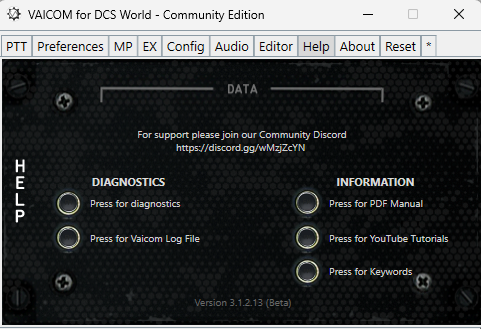 VAICOM for DCS World - Community Edition
PTT Preferences MP EX Config Audio Editor Help About Reset *
DATA
For support please join our Community Discord
https://discord.gg/wMzjZcYN
HELP
DIAGNOSTICS
Press for diagnostics
Press for Vaicom Log File
INFORMATION
Press for PDF Manual
Press for YouTube Tutorials
Press for Keywords
Version 3.1.2.13 (Beta)